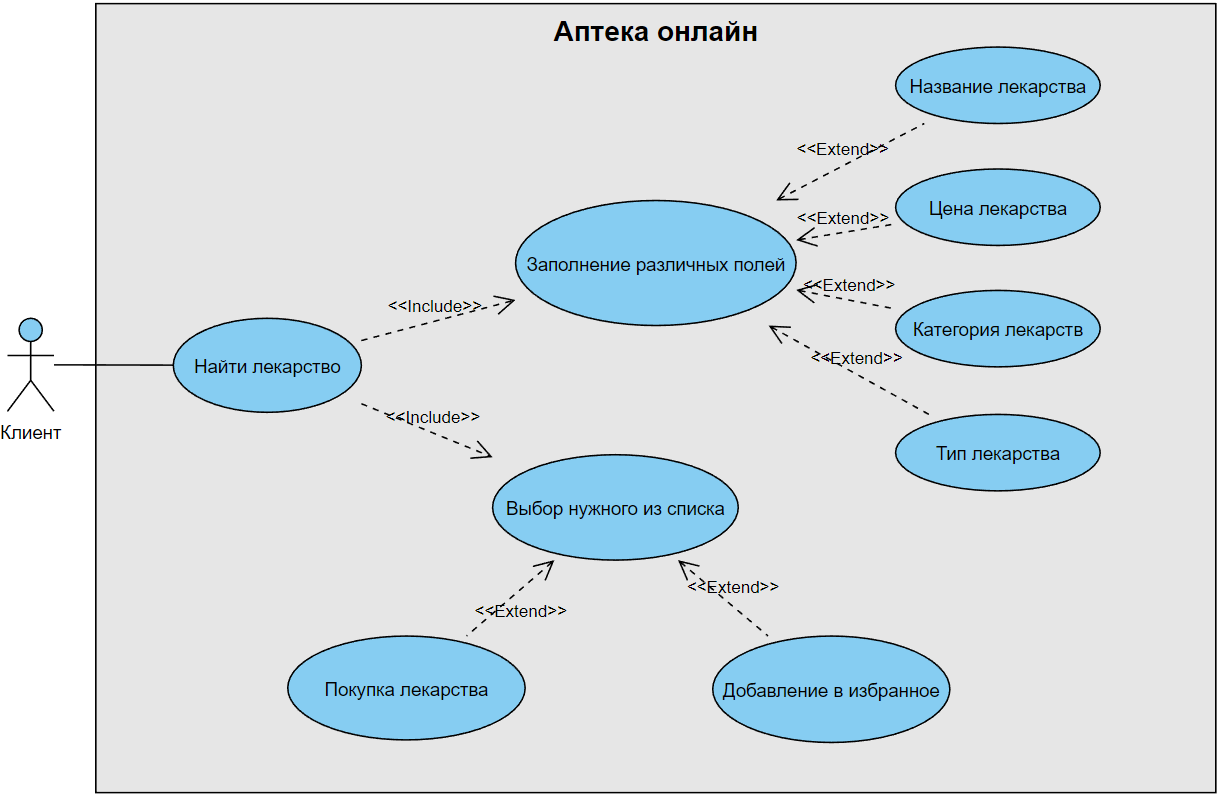 Аптека онлайн
Название лекарства
<<Extend>>
Цена лекарства
<<Extend>>
Заполнение различных полей
<<Extend>>
<<Include>>
Категория лекарств
<<Extend>>
Найти лекарство
<<Include>>
Клиент
Тип лекарства
Выбор нужного из списка
<<Extend>>
<<Extend>>
Покупка лекарства
Добавление в избранное